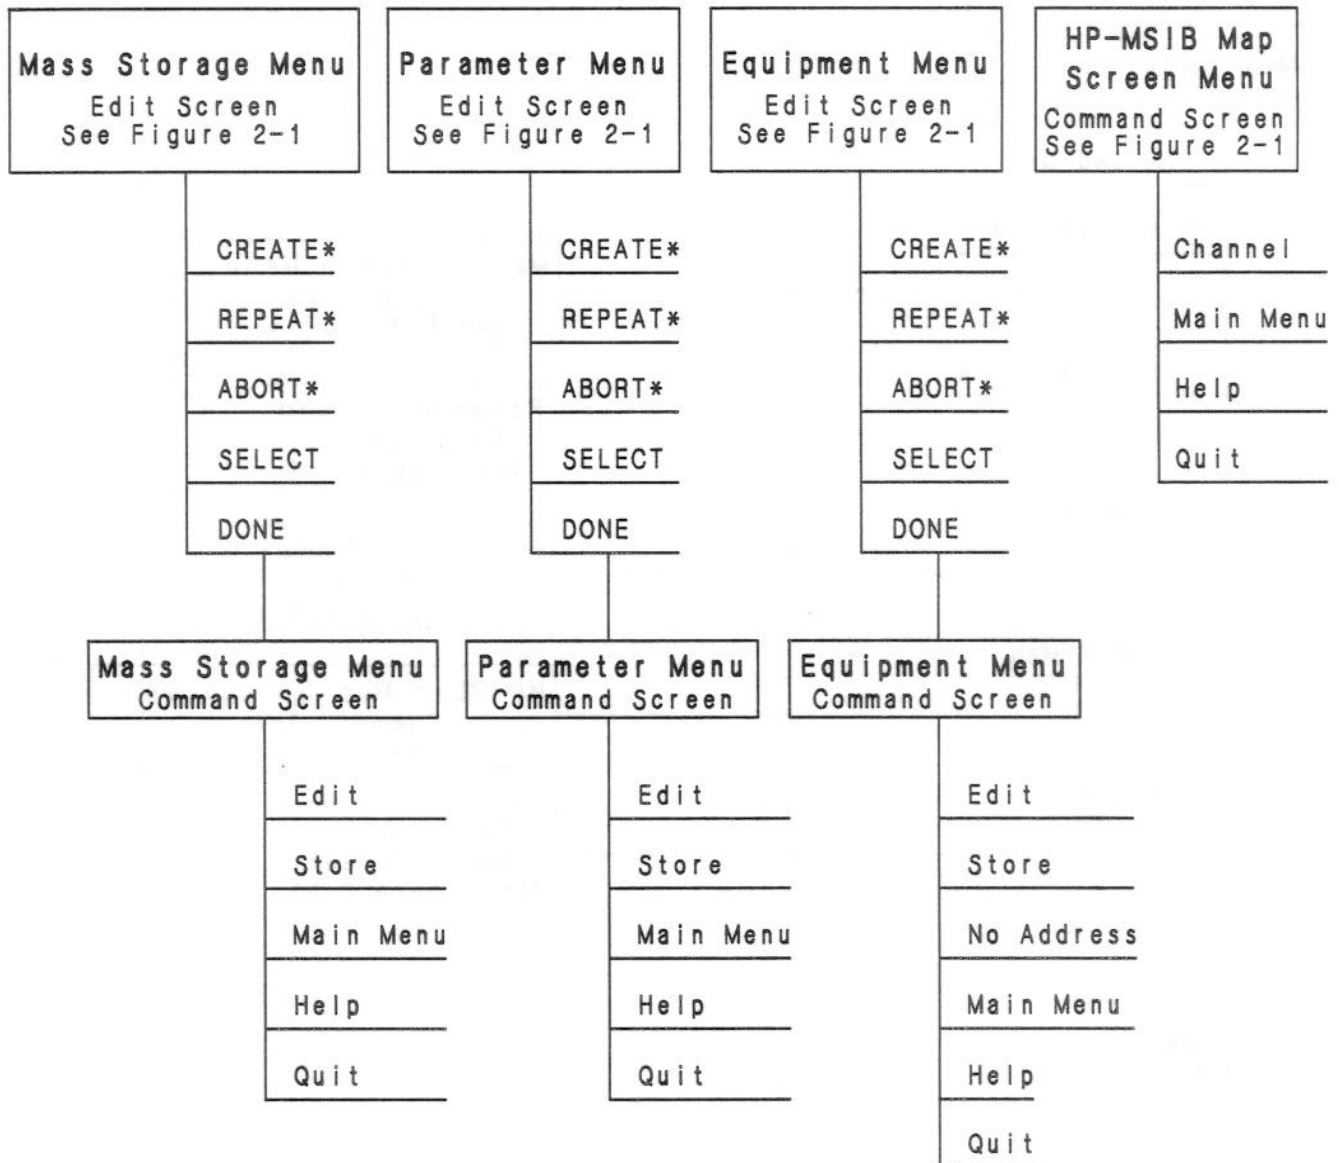 Mass Storage Menu
Edit Screen
See Figure 2-1
CREATE*
REPEAT*
ABORT*
SELECT
DONE
Mass Storage Menu
Command Screen
Edit
Store
Main Menu
Help
Quit
Parameter Menu
Edit Screen
See Figure 2-1
CREATE*
REPEAT*
ABORT*
SELECT
DONE
Parameter Menu
Command Screen
Edit
Store
Main Menu
Help
Quit
Equipment Menu
Edit Screen
See Figure 2-1
CREATE*
REPEAT*
ABORT*
SELECT
DONE
Equipment Menu
Command Screen
Edit
Store
No Address
Main Menu
Help
Quit
HP-MSIB Map
Screen Menu
Command Screen
See Figure 2-1
Channel
Main Menu
Help
Quit